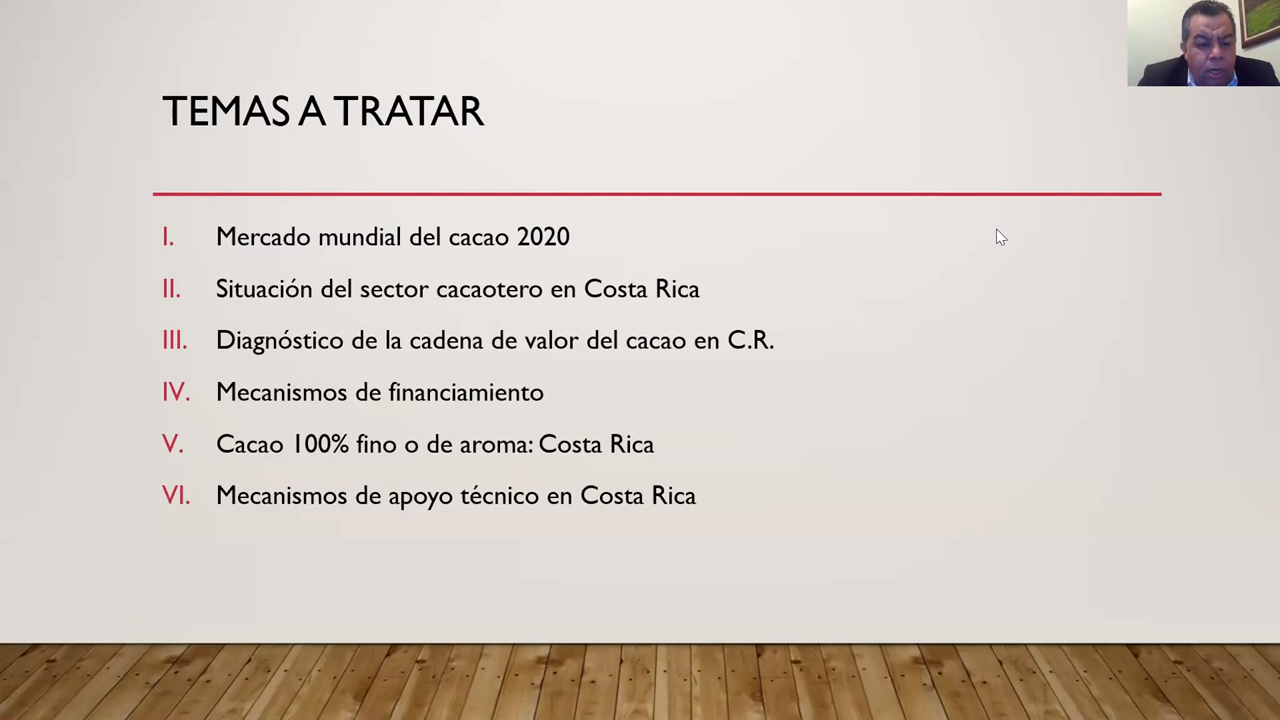 TEMAS A TRATAR
I. Mercado mundial del cacao 2020
II. Situación del sector cacaotero en Costa Rica
III. Diagnóstico de la cadena de valor del cacao en C.R.
IV. Mecanismos de financiamiento
V. Cacao 100% fino o de aroma: Costa Rica
VI. Mecanismos de apoyo técnico en Costa Rica